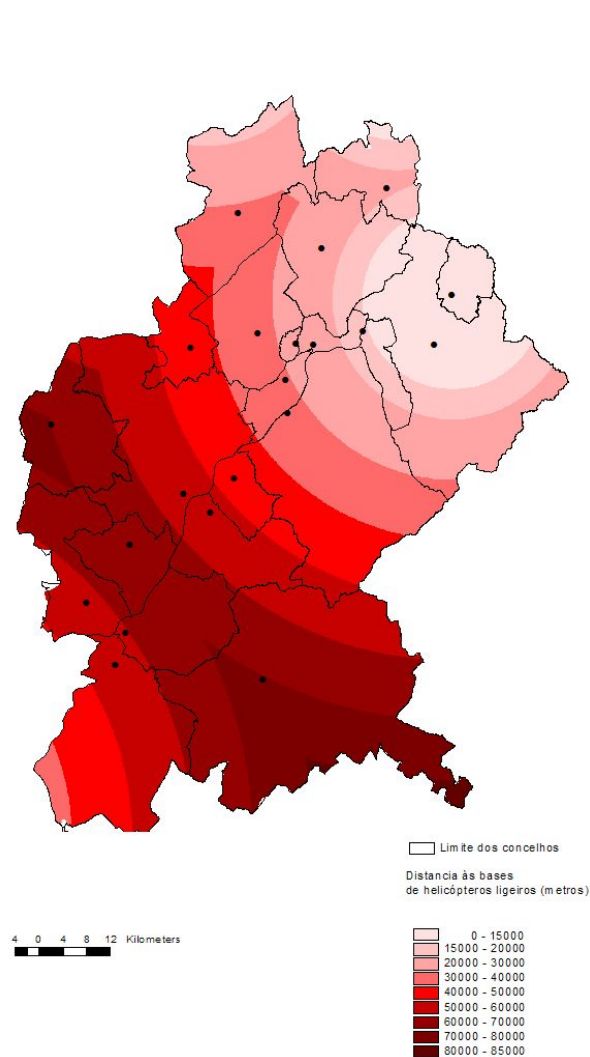 Limite dos concelhos
Distancia às bases
de helicópteros ligeiros (metros)
4 0 4 8 12 Kilometers
0 - 15000
15000 - 20000
20000 - 30000
30000 - 40000
40000 - 50000
50000 - 60000
60000 - 70000
70000 - 80000
80000 - 85000